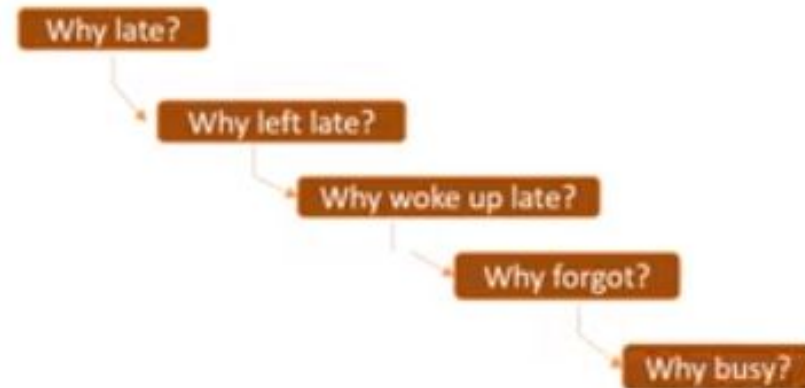 Why late?
Why left late?
Why woke up late?
Why forgot?
Why busy?